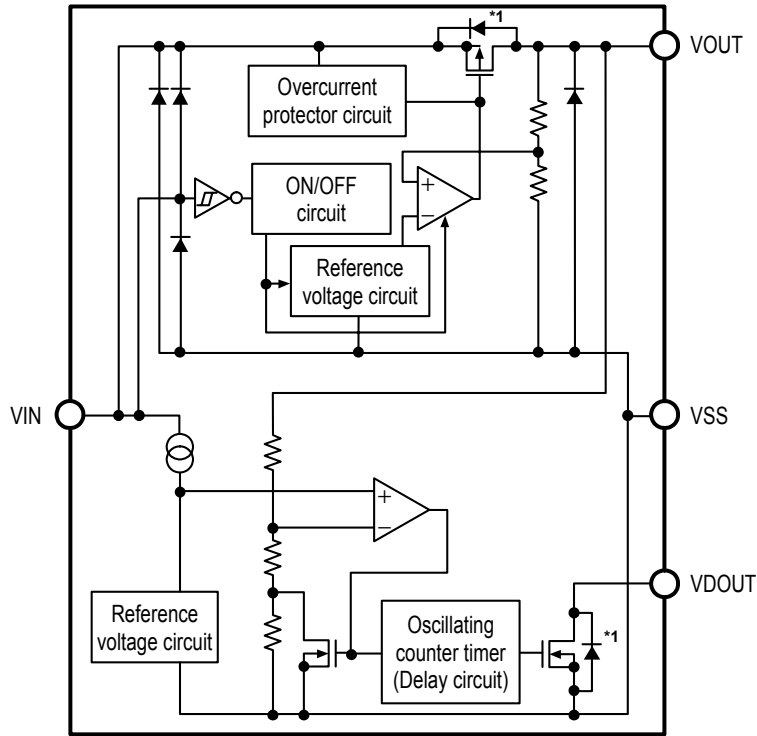 *1
VOUT
Overcurrent
protector circuit
+
−
ON/OFF
circuit
Reference
voltage circuit
VIN
VSS
+
−
VDOUT
Reference
voltage circuit
Oscillating
counter timer
(Delay circuit)
*1